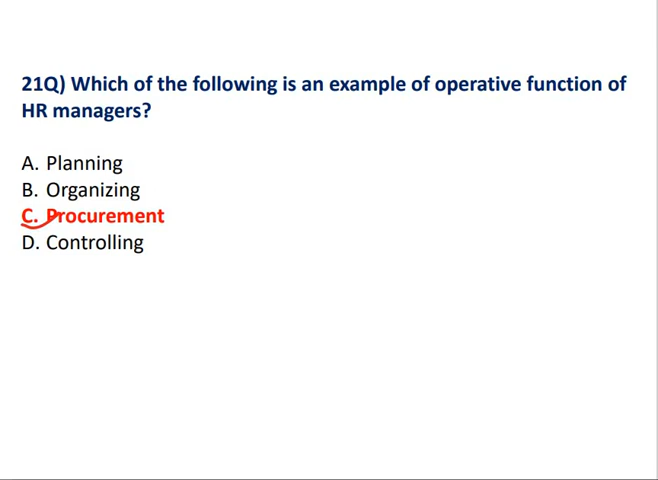 21Q) Which of the following is an example of operative function of
HR managers?
A. Planning
B. Organizing
C. Procurement
D. Controlling